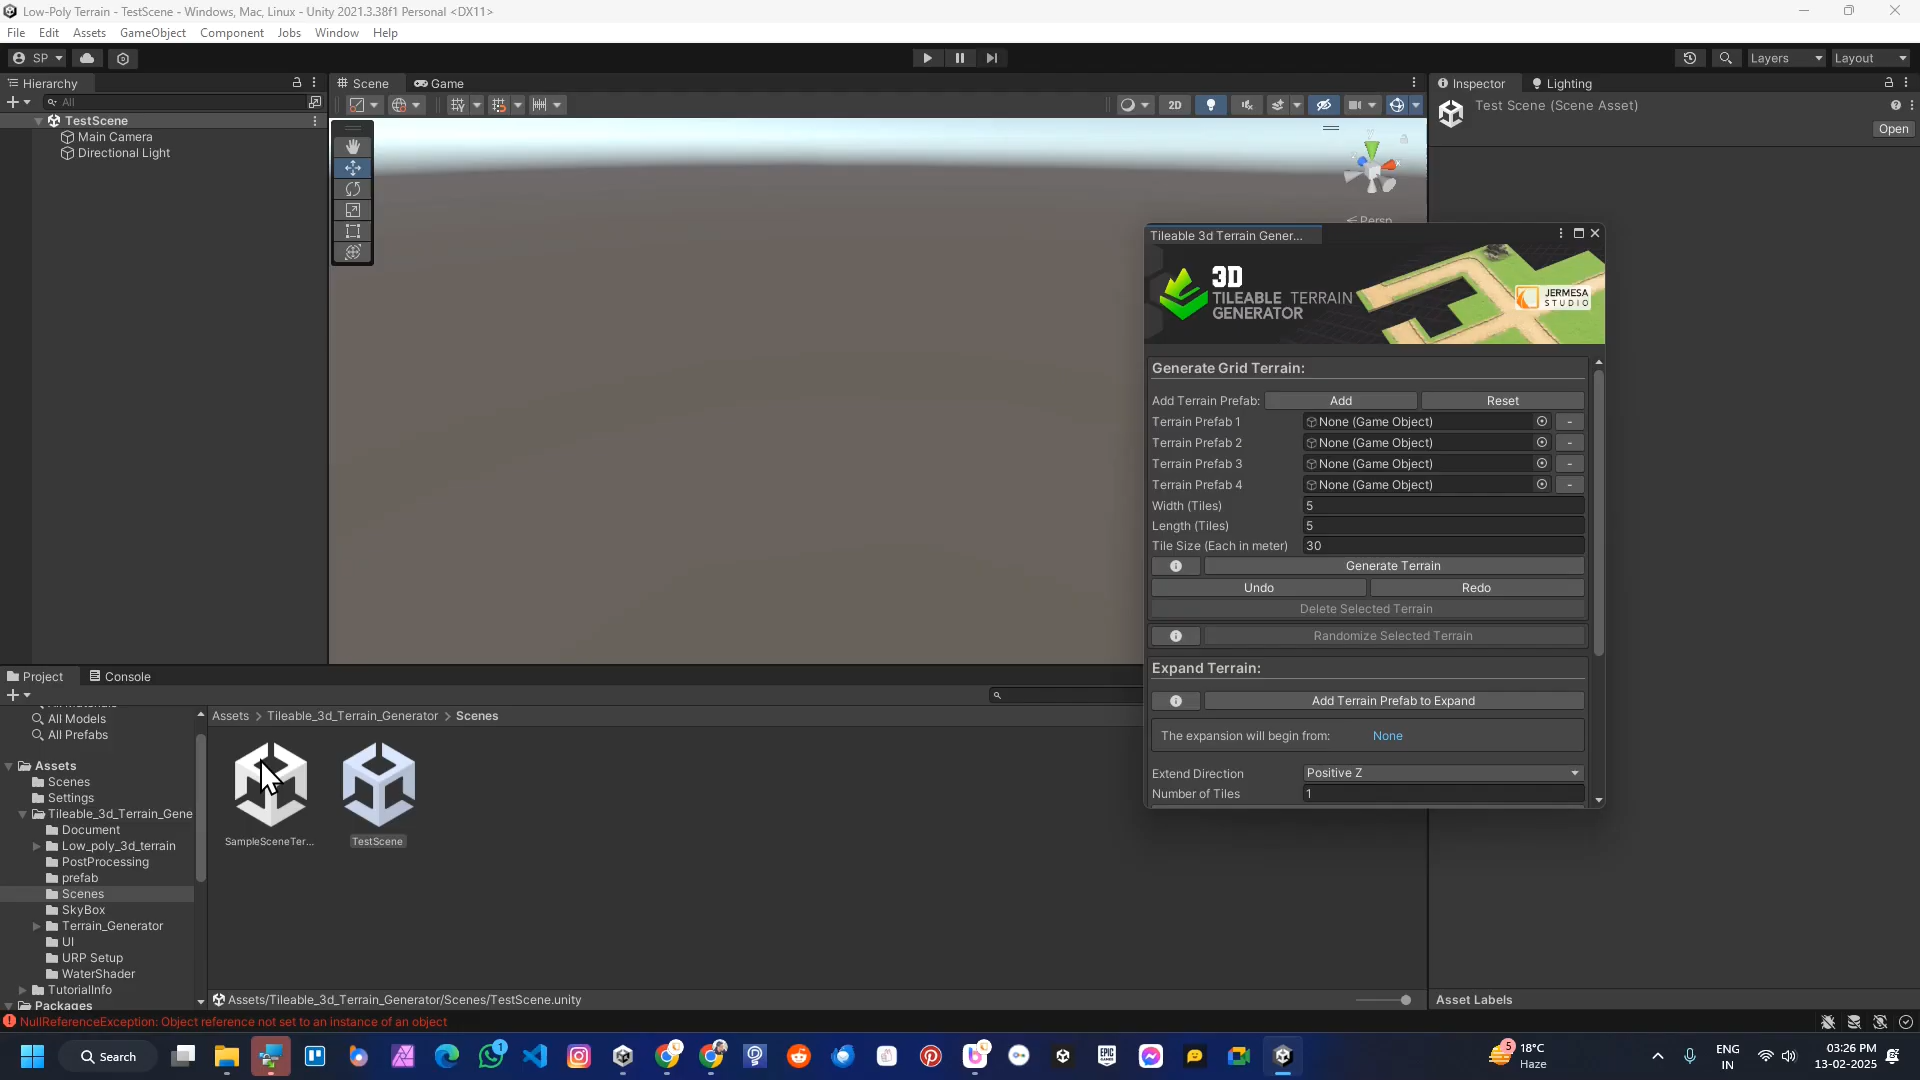 Low-Poly Terrain - TestScene - Windows, Mac, Linux - Unity 2021.3.38f1 Personal <DX11>
File Edit Assets GameObject Component Jobs Window Help
SP Layers Layout
Hierarchy
All
TestScene
Main Camera
Directional Light
Scene Game
2D
Persp
Inspector Lighting
Test Scene (Scene Asset)
Open
Tileable 3d Terrain Gener...
3D
TILEABLE TERRAIN
GENERATOR
JERMESA
STUDIO
Generate Grid Terrain:
Add Terrain Prefab: Add Reset
Terrain Prefab 1 None (Game Object) -
Terrain Prefab 2 None (Game Object) -
Terrain Prefab 3 None (Game Object) -
Terrain Prefab 4 None (Game Object) -
Width (Tiles) 5
Length (Tiles) 5
Tile Size (Each in meter) 30
Generate Terrain
Undo Redo
Delete Selected Terrain
Randomize Selected Terrain
Expand Terrain:
Add Terrain Prefab to Expand
The expansion will begin from: None
Extend Direction Positive Z
Number of Tiles 1
Project Console
All Models
All Prefabs
Assets
Scenes
Settings
Tileable_3d_Terrain_Gene
Document
Low_poly_3d_terrain
PostProcessing
prefab
Scenes
SkyBox
Terrain_Generator
UI
URP Setup
WaterShader
TutorialInfo
Packages
Assets > Tileable_3d_Terrain_Generator > Scenes
SampleSceneTer...
TestScene
Assets/Tileable_3d_Terrain_Generator/Scenes/TestScene.unity
Asset Labels
NullReferenceException: Object reference not set to an instance of an object
Search
1
EPIC
GAMES
5
18°C
Haze
ENG
IN
03:26 PM
13-02-2025